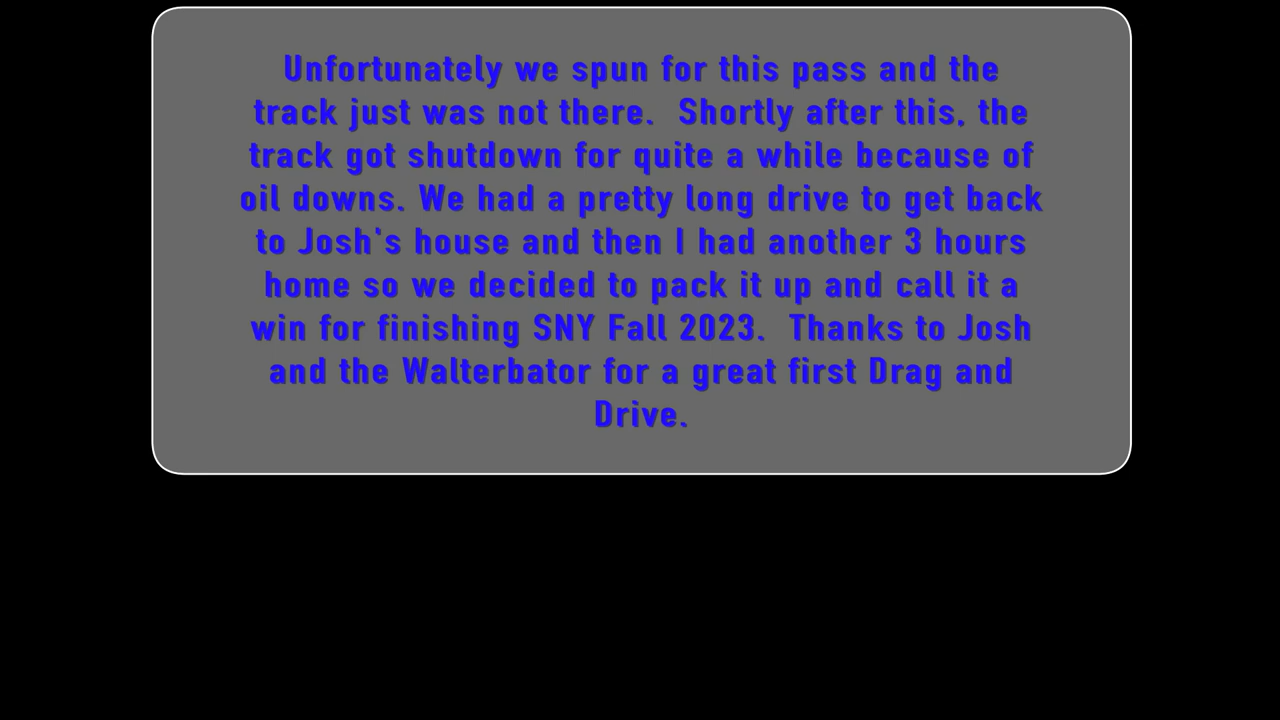 Unfortunately we spun for this pass and the
track just was not there.  Shortly after this, the
track got shutdown for quite a while because of
oil downs. We had a pretty long drive to get back
to Josh's house and then I had another 3 hours
home so we decided to pack it up and call it a
win for finishing SNY Fall 2023.  Thanks to Josh
and the Walterbator for a great first Drag and
Drive.